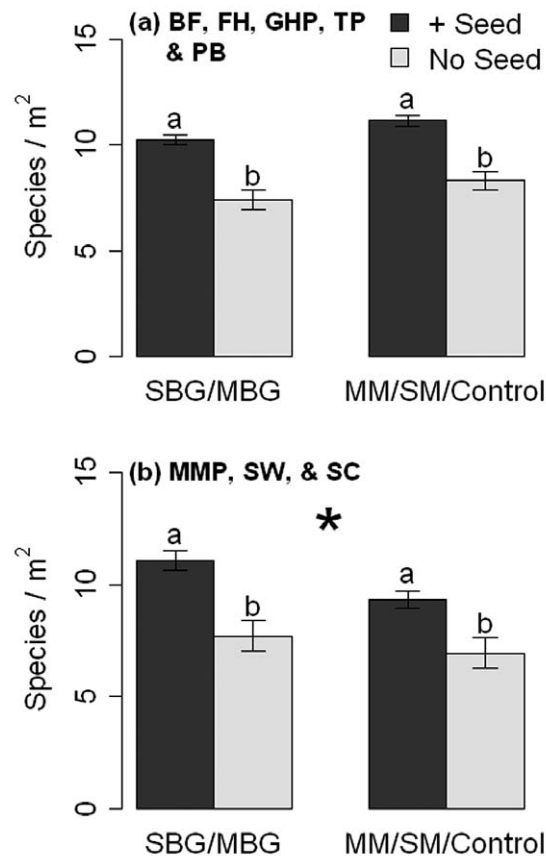 (a) BF, FH, GHP, TP
& PB
+ Seed
No Seed
Species / m²
15
10
5
0
a
b
a
b
SBG/MBG
MM/SM/Control
(b) MMP, SW, & SC
*
Species / m²
15
10
5
0
a
b
a
b
SBG/MBG
MM/SM/Control